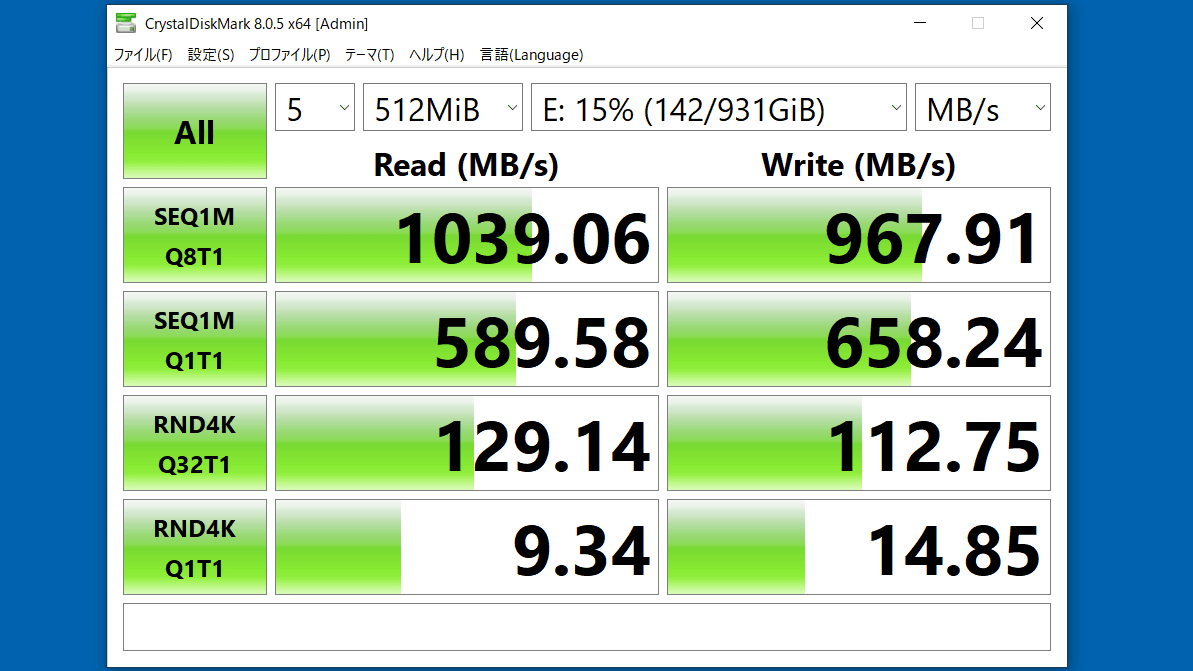 CrystalDiskMark 8.0.5 x64 [Admin]
ファイル(F) 設定(S) プロファイル(P) テーマ(T) ヘルプ(H) 言語(Language)
All 5 512MiB E: 15% (142/931GiB) MB/s
Read (MB/s) Write (MB/s)
SEQ1M
Q8T1
1039.06 967.91
SEQ1M
Q1T1
589.58 658.24
RND4K
Q32T1
129.14 112.75
RND4K
Q1T1
9.34 14.85